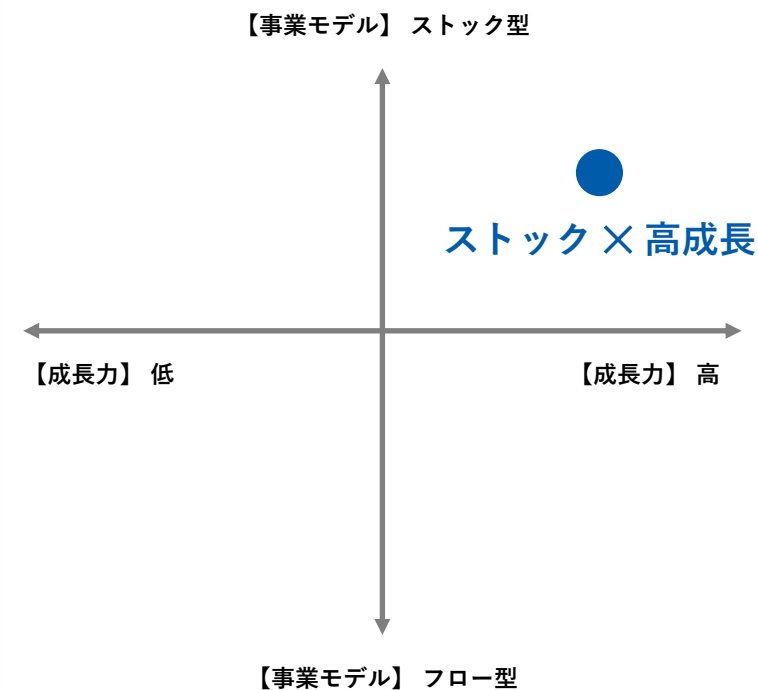 【事業モデル】 ストック型
ストック × 高成長
【成長力】 低
【成長力】 高
【事業モデル】 フロー型